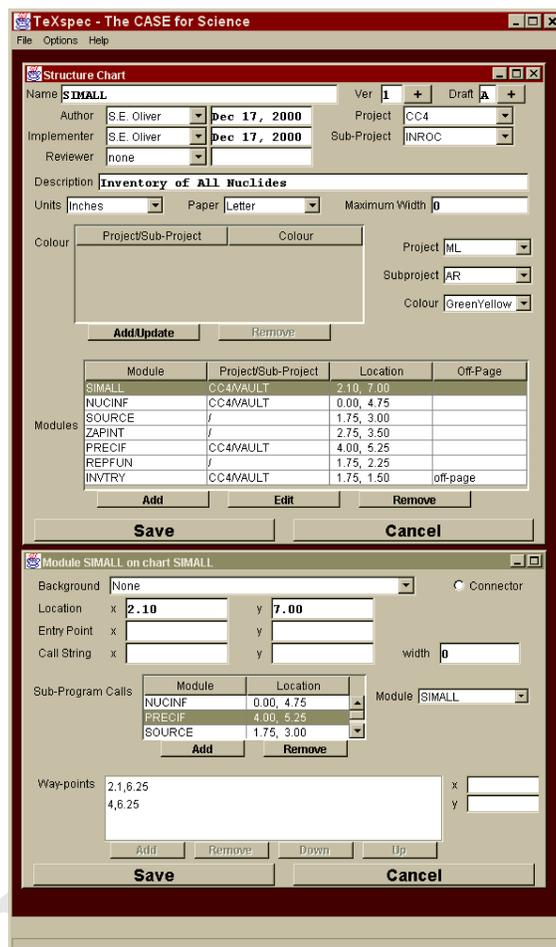 TeXspec - The CASE for Science
File Options Help
Structure Chart
Name SIMALL Ver 1 + Draft A +
Author S.E. Oliver Dec 17, 2000 Project CC4
Implementer S.E. Oliver Dec 17, 2000 Sub-Project INROC
Reviewer none
Description Inventory of All Nuclides
Units Inches Paper Letter Maximum Width 0
Colour Project/Sub-Project Colour
Project ML
Subproject AR
Colour GreenYellow
Add/Update Remove
Modules
Module Project/Sub-Project Location Off-Page
SIMALL CC4/VAULT 2.10, 7.00
NUCINF CC4/VAULT 0.00, 4.75
SOURCE / 1.75, 3.00
ZAPINT / 2.75, 3.50
PRECIF CC4/VAULT 4.00, 5.25
REPFUN / 1.75, 2.25
INVTRY CC4/VAULT 1.75, 1.50 off-page
Add Edit Remove
Save Cancel
Module SIMALL on chart SIMALL
Background None Connector
Location x 2.10 y 7.00
Entry Point x y
Call String x y width 0
Sub-Program Calls Module Location
NUCINF 0.00, 4.75
PRECIF 4.00, 5.25
SOURCE 1.75, 3.00
Module SIMALL
Add Remove
Way-points 2.1,6.25 x
4,6.25 y
Add Remove Down Up
Save Cancel